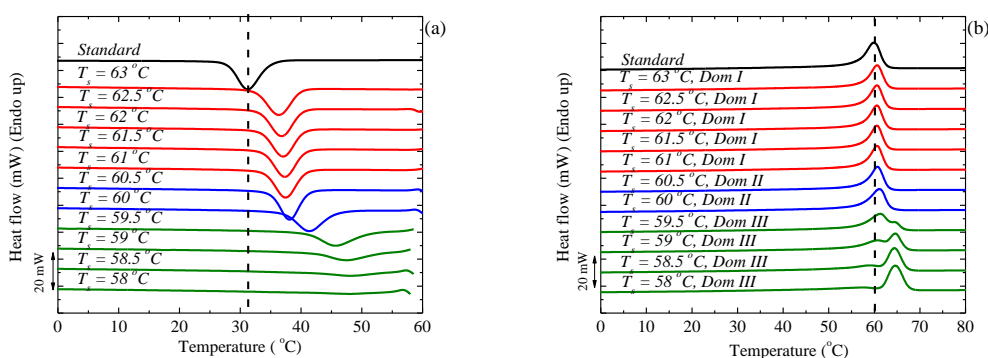 (a)
Heat flow (mW) (Endo up)
Standard
T_s = 63 °C
T_s = 62.5 °C
T_s = 62 °C
T_s = 61.5 °C
T_s = 61 °C
T_s = 60.5 °C
T_s = 60 °C
T_s = 59.5 °C
T_s = 59 °C
T_s = 58.5 °C
T_s = 58 °C
20 mW
0 10 20 30 40 50 60
Temperature ( °C)
(b)
Heat flow (mW) (Endo up)
Standard
T_s = 63 °C, Dom I
T_s = 62.5 °C, Dom I
T_s = 62 °C, Dom I
T_s = 61.5 °C, Dom I
T_s = 61 °C, Dom I
T_s = 60.5 °C, Dom II
T_s = 60 °C, Dom II
T_s = 59.5 °C, Dom III
T_s = 59 °C, Dom III
T_s = 58.5 °C, Dom III
T_s = 58 °C, Dom III
20 mW
0 10 20 30 40 50 60 70 80
Temperature (°C)